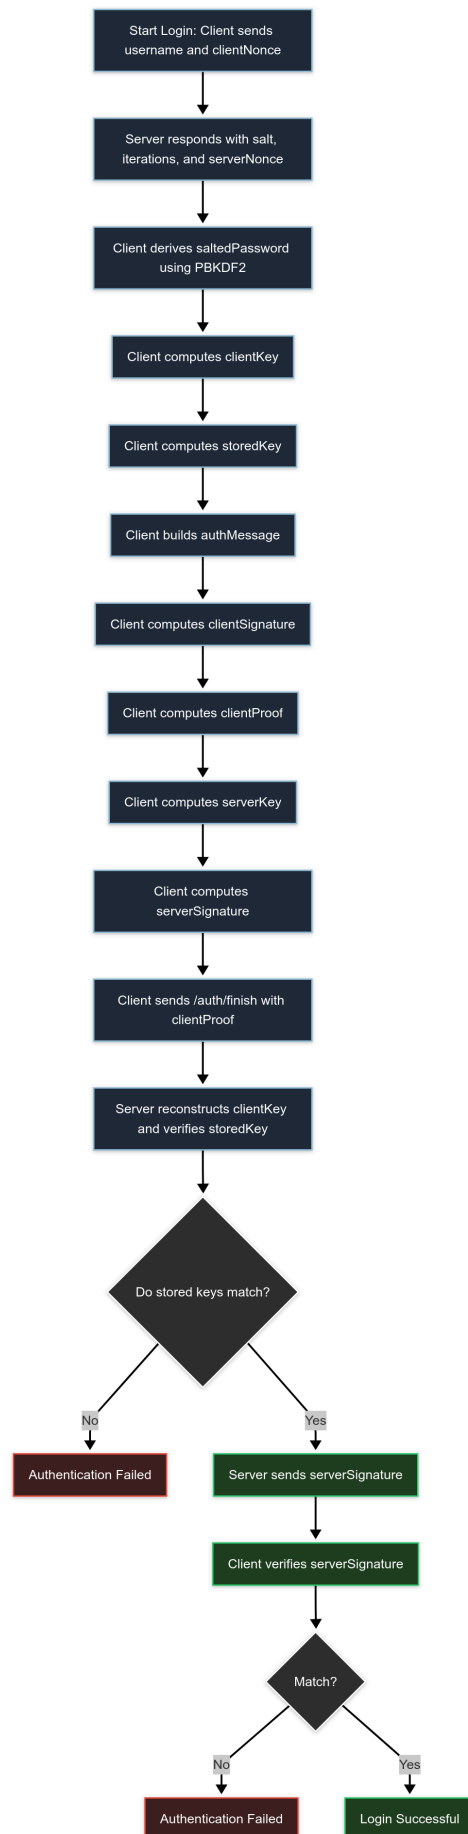 Start Login: Client sends
username and clientNonce
Server responds with salt,
iterations, and serverNonce
Client derives saltedPassword
using PBKDF2
Client computes clientKey
Client computes storedKey
Client builds authMessage
Client computes clientSignature
Client computes clientProof
Client computes serverKey
Client computes
serverSignature
Client sends /auth/finish with
clientProof
Server reconstructs clientKey
and verifies storedKey
Do stored keys match?
No
Yes
Authentication Failed
Server sends serverSignature
Client verifies serverSignature
Match?
No
Yes
Authentication Failed
Login Successful